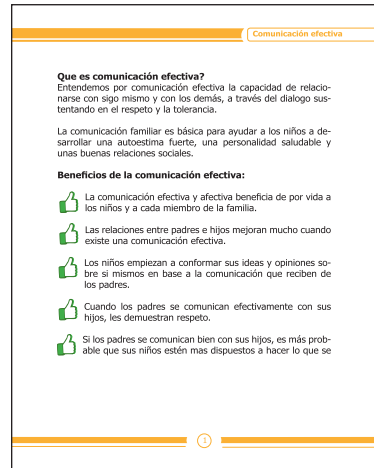 Comunicación efectiva
Que es comunicación efectiva?
Entendemos por comunicación efectiva la capacidad de relacio-
narse con sigo mismo y con los demás, a través del dialogo sus-
tentando en el respeto y la tolerancia.
La comunicación familiar es básica para ayudar a los niños a de-
sarrollar una autoestima fuerte, una personalidad saludable y
unas buenas relaciones sociales.
Beneficios de la comunicación efectiva:
La comunicación efectiva y afectiva beneficia de por vida a
los niños y a cada miembro de la familia.
Las relaciones entre padres e hijos mejoran mucho cuando
existe una comunicación efectiva.
Los niños empiezan a conformar sus ideas y opiniones so-
bre si mismos en base a la comunicación que reciben de
los padres.
Cuando los padres se comunican efectivamente con sus
hijos, les demuestran respeto.
Si los padres se comunican bien con sus hijos, es más prob-
able que sus niños estén mas dispuestos a hacer lo que se
1